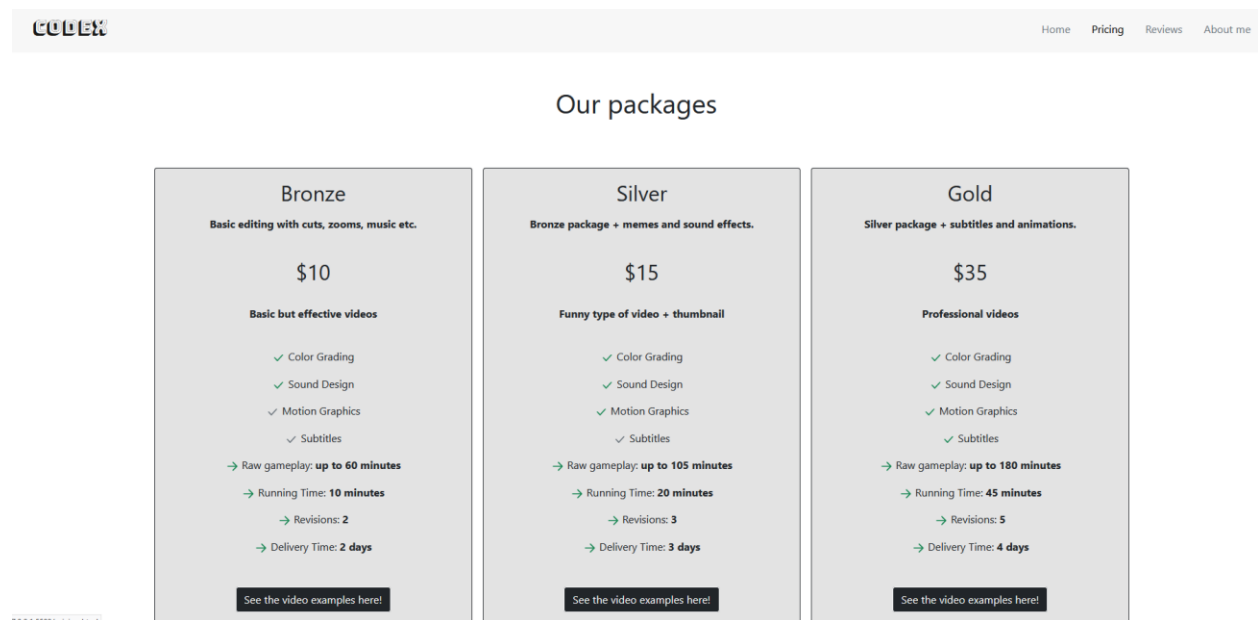 CODEX
Home Pricing Reviews About me
Our packages
Bronze
Basic editing with cuts, zooms, music etc.
$10
Basic but effective videos
✓ Color Grading
✓ Sound Design
✓ Motion Graphics
✓ Subtitles
→ Raw gameplay: up to 60 minutes
→ Running Time: 10 minutes
→ Revisions: 2
→ Delivery Time: 2 days
See the video examples here!
Silver
Bronze package + memes and sound effects.
$15
Funny type of video + thumbnail
✓ Color Grading
✓ Sound Design
✓ Motion Graphics
✓ Subtitles
→ Raw gameplay: up to 105 minutes
→ Running Time: 20 minutes
→ Revisions: 3
→ Delivery Time: 3 days
See the video examples here!
Gold
Silver package + subtitles and animations.
$35
Professional videos
✓ Color Grading
✓ Sound Design
✓ Motion Graphics
✓ Subtitles
→ Raw gameplay: up to 180 minutes
→ Running Time: 45 minutes
→ Revisions: 5
→ Delivery Time: 4 days
See the video examples here!